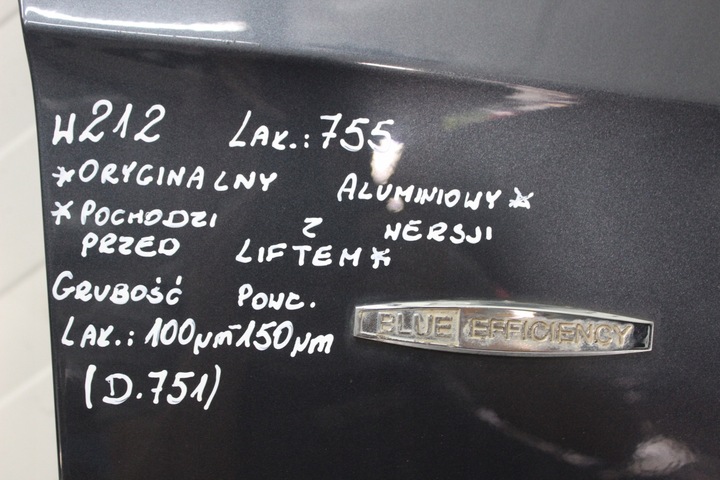 W212 LAK.: 755
*ORYGINALNY ALUMINIOWY*
*POCHODZI Z WERSJI
PRZED LIFTEM*
GRUBOŚĆ POWŁ.
LAK.: 100µm-150µm
(D.751)
BLUE EFFICIENCY